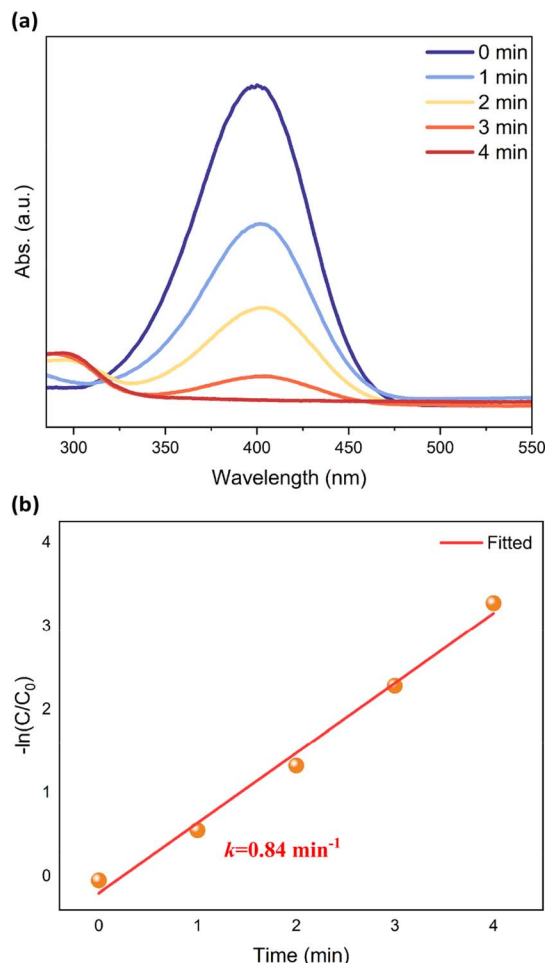 (a)
0 min
1 min
2 min
3 min
4 min
Abs. (a.u.)
300 350 400 450 500 550
Wavelength (nm)
(b)
4
Fitted
3
2
1
0
-ln(C/C₀)
k=0.84 min⁻¹
0 1 2 3 4
Time (min)